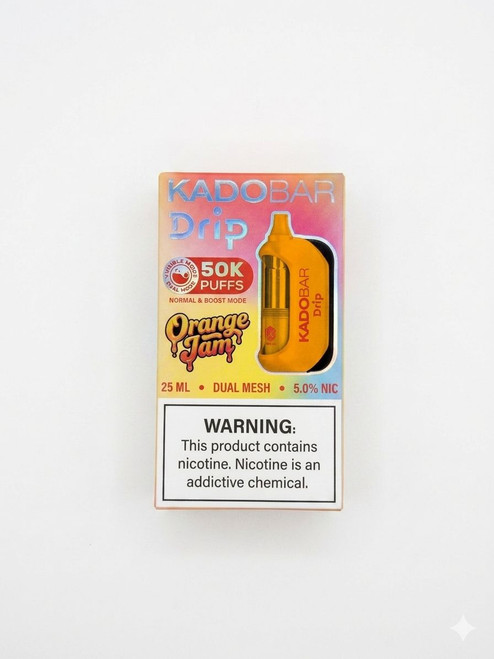 KADOBAR
Drip
50K
PUFFS
NORMAL & BOOST MODE
Orange
Jam
KADOBAR
Drip
25 ML • DUAL MESH • 5.0% NIC
WARNING:
This product contains
nicotine. Nicotine is an
addictive chemical.